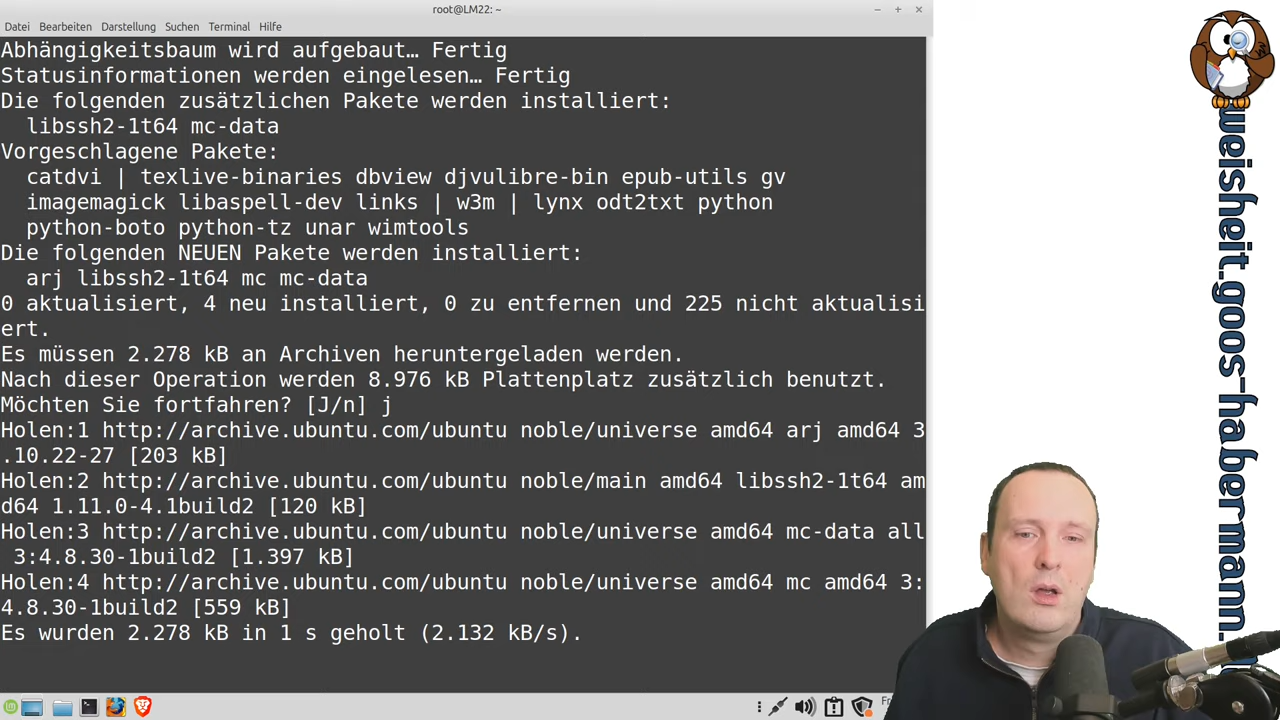 root@LM22: ~
Datei Bearbeiten Darstellung Suchen Terminal Hilfe
Abhängigkeitsbaum wird aufgebaut… Fertig
Statusinformationen werden eingelesen… Fertig
Die folgenden zusätzlichen Pakete werden installiert:
libssh2-1t64 mc-data
Vorgeschlagene Pakete:
catdvi | texlive-binaries dbview djvulibre-bin epub-utils gv
imagemagick libaspell-dev links | w3m | lynx odt2txt python
python-boto python-tz unar wimtools
Die folgenden NEUEN Pakete werden installiert:
arj libssh2-1t64 mc mc-data
0 aktualisiert, 4 neu installiert, 0 zu entfernen und 225 nicht aktualisi
ert.
Es müssen 2.278 kB an Archiven heruntergeladen werden.
Nach dieser Operation werden 8.976 kB Plattenplatz zusätzlich benutzt.
Möchten Sie fortfahren? [J/n] j
Holen:1 http://archive.ubuntu.com/ubuntu noble/universe amd64 arj amd64 3
.10.22-27 [203 kB]
Holen:2 http://archive.ubuntu.com/ubuntu noble/main amd64 libssh2-1t64 am
d64 1.11.0-4.1build2 [120 kB]
Holen:3 http://archive.ubuntu.com/ubuntu noble/universe amd64 mc-data all
3:4.8.30-1build2 [1.397 kB]
Holen:4 http://archive.ubuntu.com/ubuntu noble/universe amd64 mc amd64 3:
4.8.30-1build2 [559 kB]
Es wurden 2.278 kB in 1 s geholt (2.132 kB/s).
weisheit.goos-habermann.